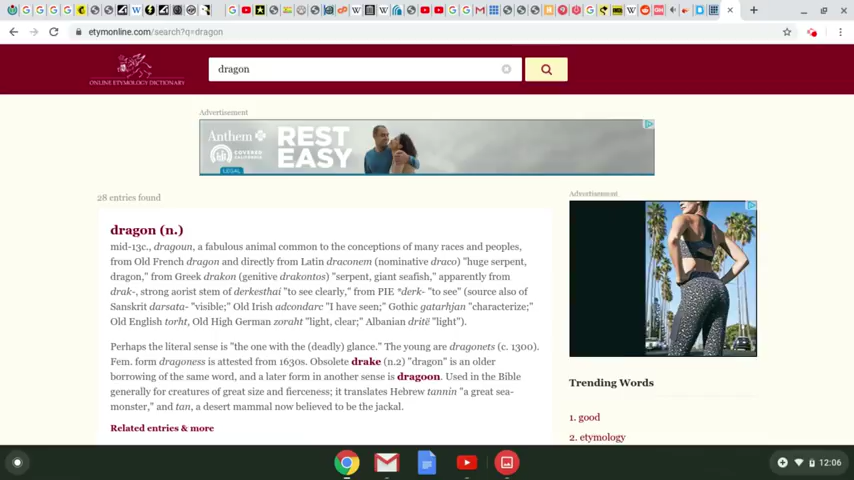 etymonline.com/search?q=dragon
ONLINE ETYMOLOGY DICTIONARY
dragon
Advertisement
Anthem
COVERED CALIFORNIA
REST
EASY
LEGAL
28 entries found
Advertisement
dragon (n.)
mid-13c., dragoun, a fabulous animal common to the conceptions of many races and peoples,
from Old French dragon and directly from Latin draconem (nominative draco) "huge serpent,
dragon," from Greek drakon (genitive drakontos) "serpent, giant seafish," apparently from
drak-, strong aorist stem of derkesthai "to see clearly," from PIE *derk- "to see" (source also of
Sanskrit darsata- "visible;" Old Irish adcondarc "I have seen;" Gothic gatarhjan "characterize;"
Old English torht, Old High German zoraht "light, clear;" Albanian dritë "light").
Perhaps the literal sense is "the one with the (deadly) glance." The young are dragonets (c. 1300).
Fem. form dragoness is attested from 1630s. Obsolete drake (n.2) "dragon" is an older
borrowing of the same word, and a later form in another sense is dragoon. Used in the Bible
generally for creatures of great size and fierceness; it translates Hebrew tannin "a great sea-
monster," and tan, a desert mammal now believed to be the jackal.
Related entries & more
Trending Words
1. good
2. etymology
12:06